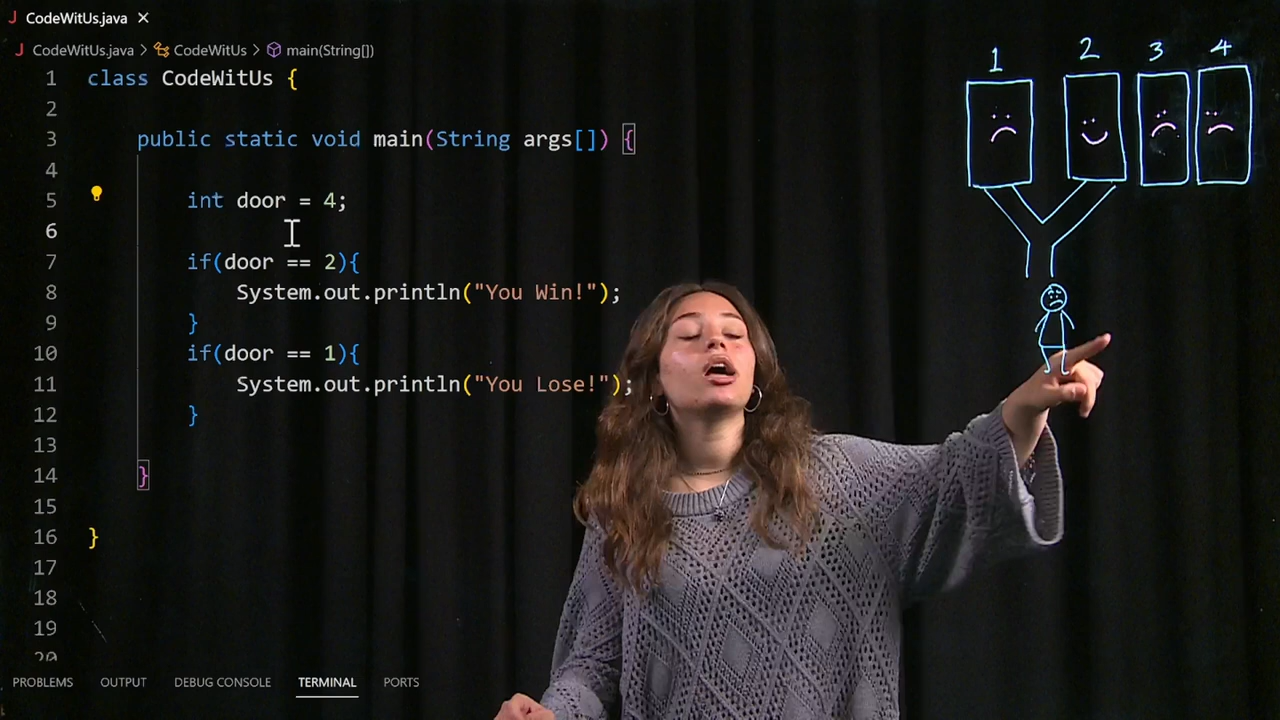 CodeWitUs.java
CodeWitUs.java > CodeWitUs > main(String[])
1 class CodeWitUs {
2
3 public static void main(String args[]) {
4
5 int door = 4;
6
7 if(door == 2){
8 System.out.println("You Win!");
9 }
10 if(door == 1){
11 System.out.println("You Lose!");
12 }
13
14 }
15
16 }
17
18
19
20
PROBLEMS OUTPUT DEBUG CONSOLE TERMINAL PORTS
1 2 3 4